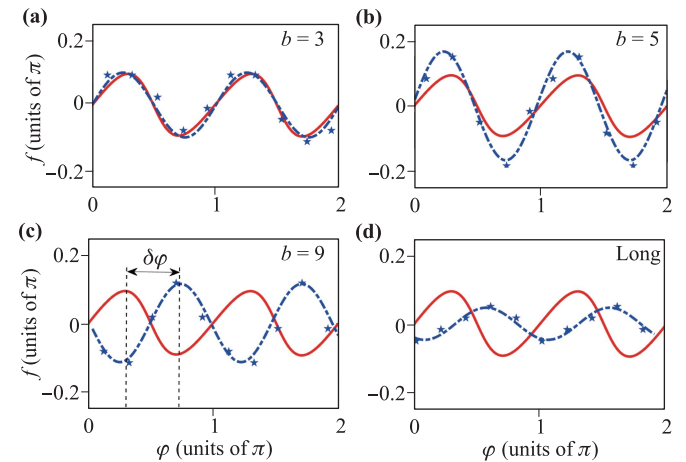 (a)
b = 3
0.2
0
−0.2
f (units of π)
0
1
2
(b)
b = 5
0.2
0
−0.2
0
1
2
(c)
b = 9
δφ
0.2
0
−0.2
f (units of π)
0
1
2
φ (units of π)
(d)
Long
0.2
0
−0.2
0
1
2
φ (units of π)